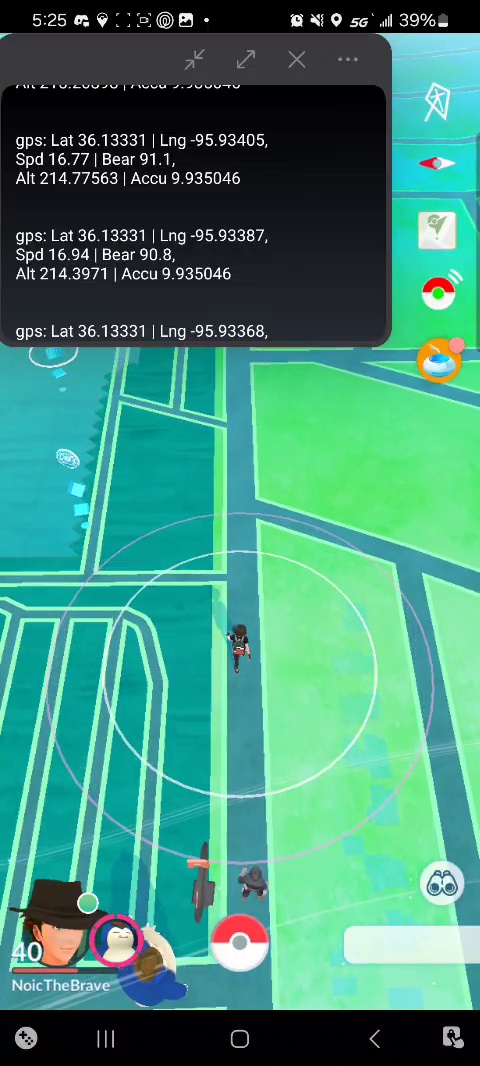 5:25
5G
39%
gps: Lat 36.13331 | Lng -95.93405,
Spd 16.77 | Bear 91.1,
Alt 214.77563 | Accu 9.935046
gps: Lat 36.13331 | Lng -95.93387,
Spd 16.94 | Bear 90.8,
Alt 214.3971 | Accu 9.935046
gps: Lat 36.13331 | Lng -95.93368,
40
NoicTheBrave